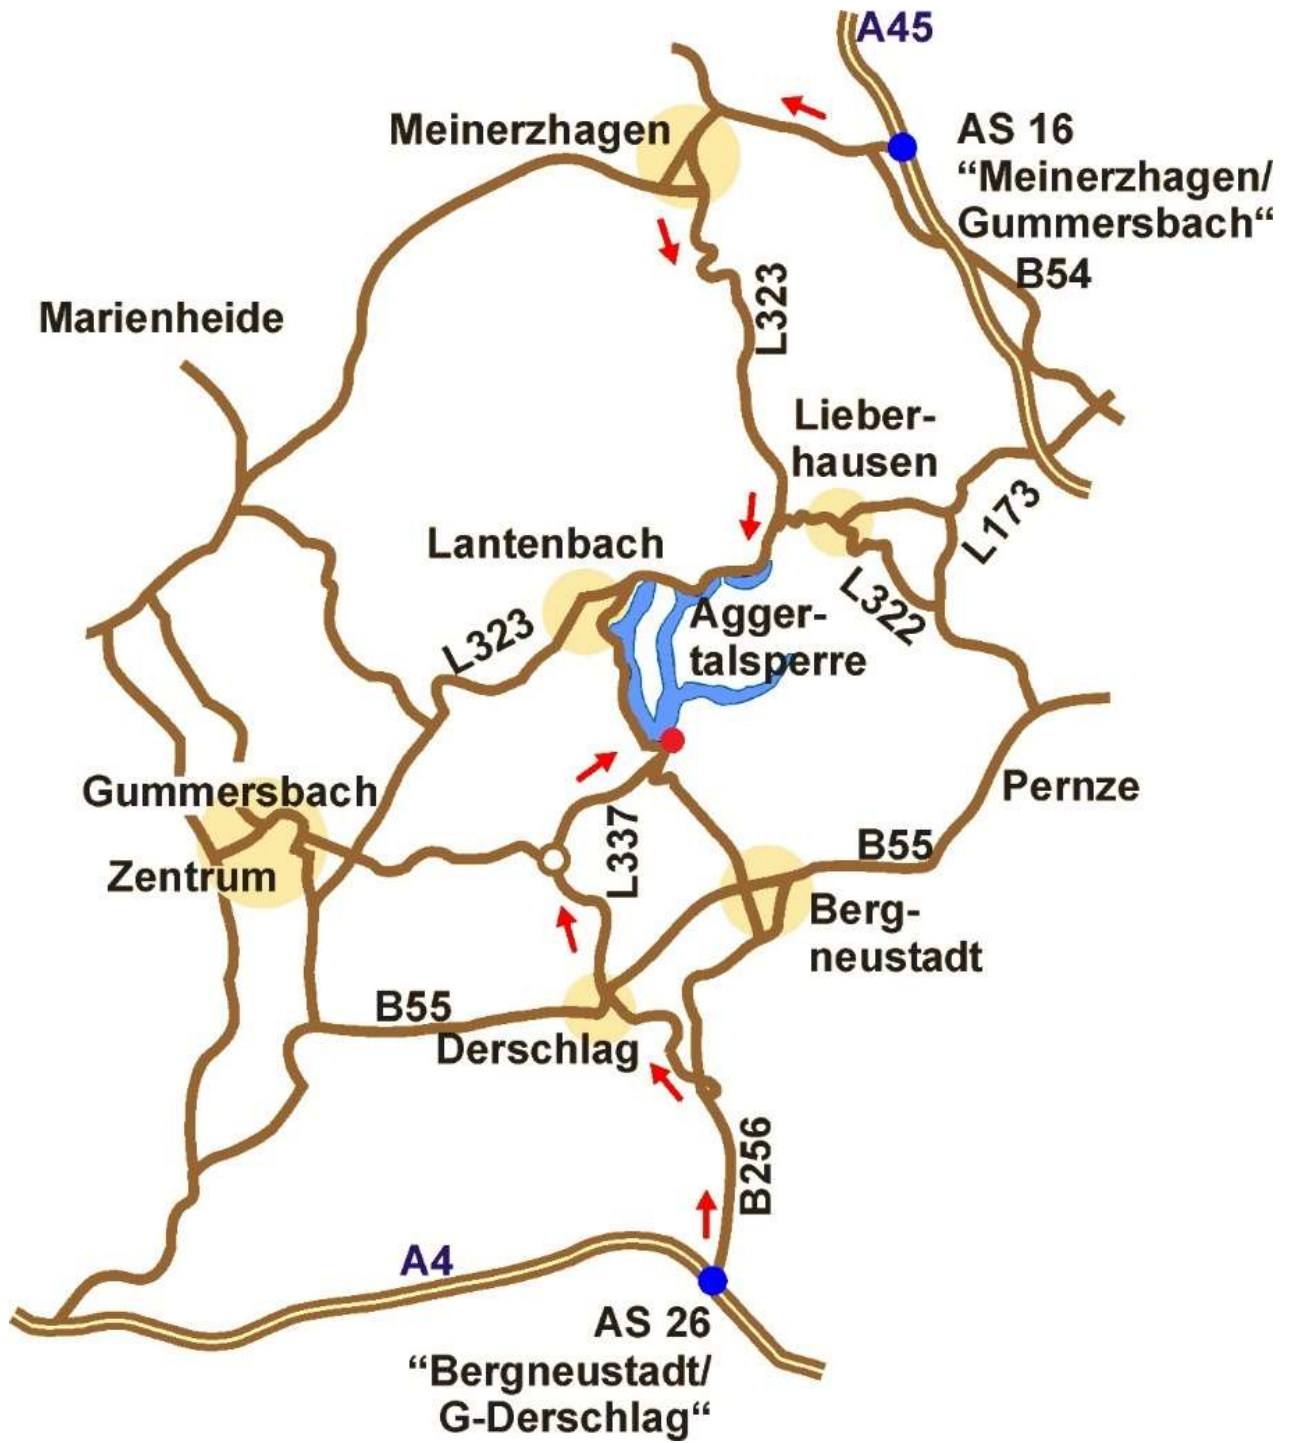 A45
Meinerzhagen
AS 16
“Meinerzhagen/
Gummersbach“
B54
L323
Marienheide
Lieber-
hausen
L173
Lantenbach
L322
Agger-
talsperre
L323
Gummersbach
Zentrum
Pernze
L337
B55
Berg-
neustadt
B55
Derschlag
B256
A4
AS 26
“Bergneustadt/
G-Derschlag“